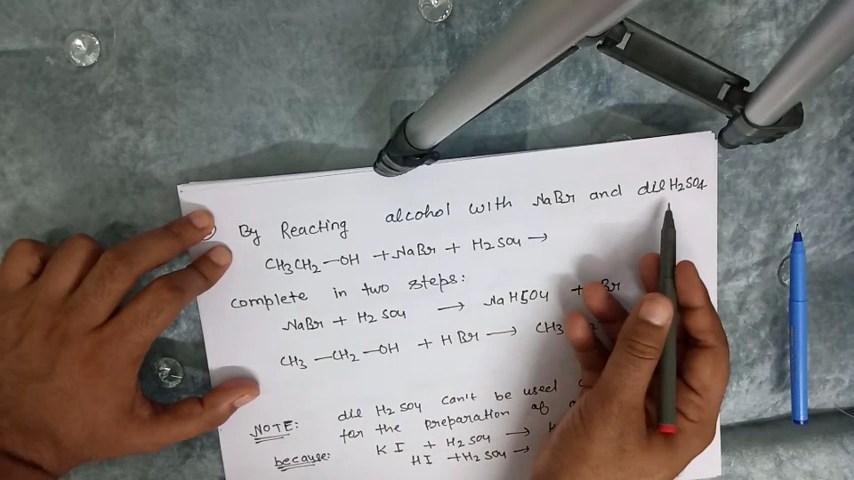 By Reacting alcohol with NaBr and dil H2SO4
CH3CH2—OH + NaBr + H2SO4 →
complete in two steps:
NaBr + H2SO4 → NaHSO4 + Br
CH3—CH2—OH + HBr → CH3
NOTE: dil H2SO4 can't be used
for the preparation of
because: KI + H2SO4 →
HI + H2SO4 →